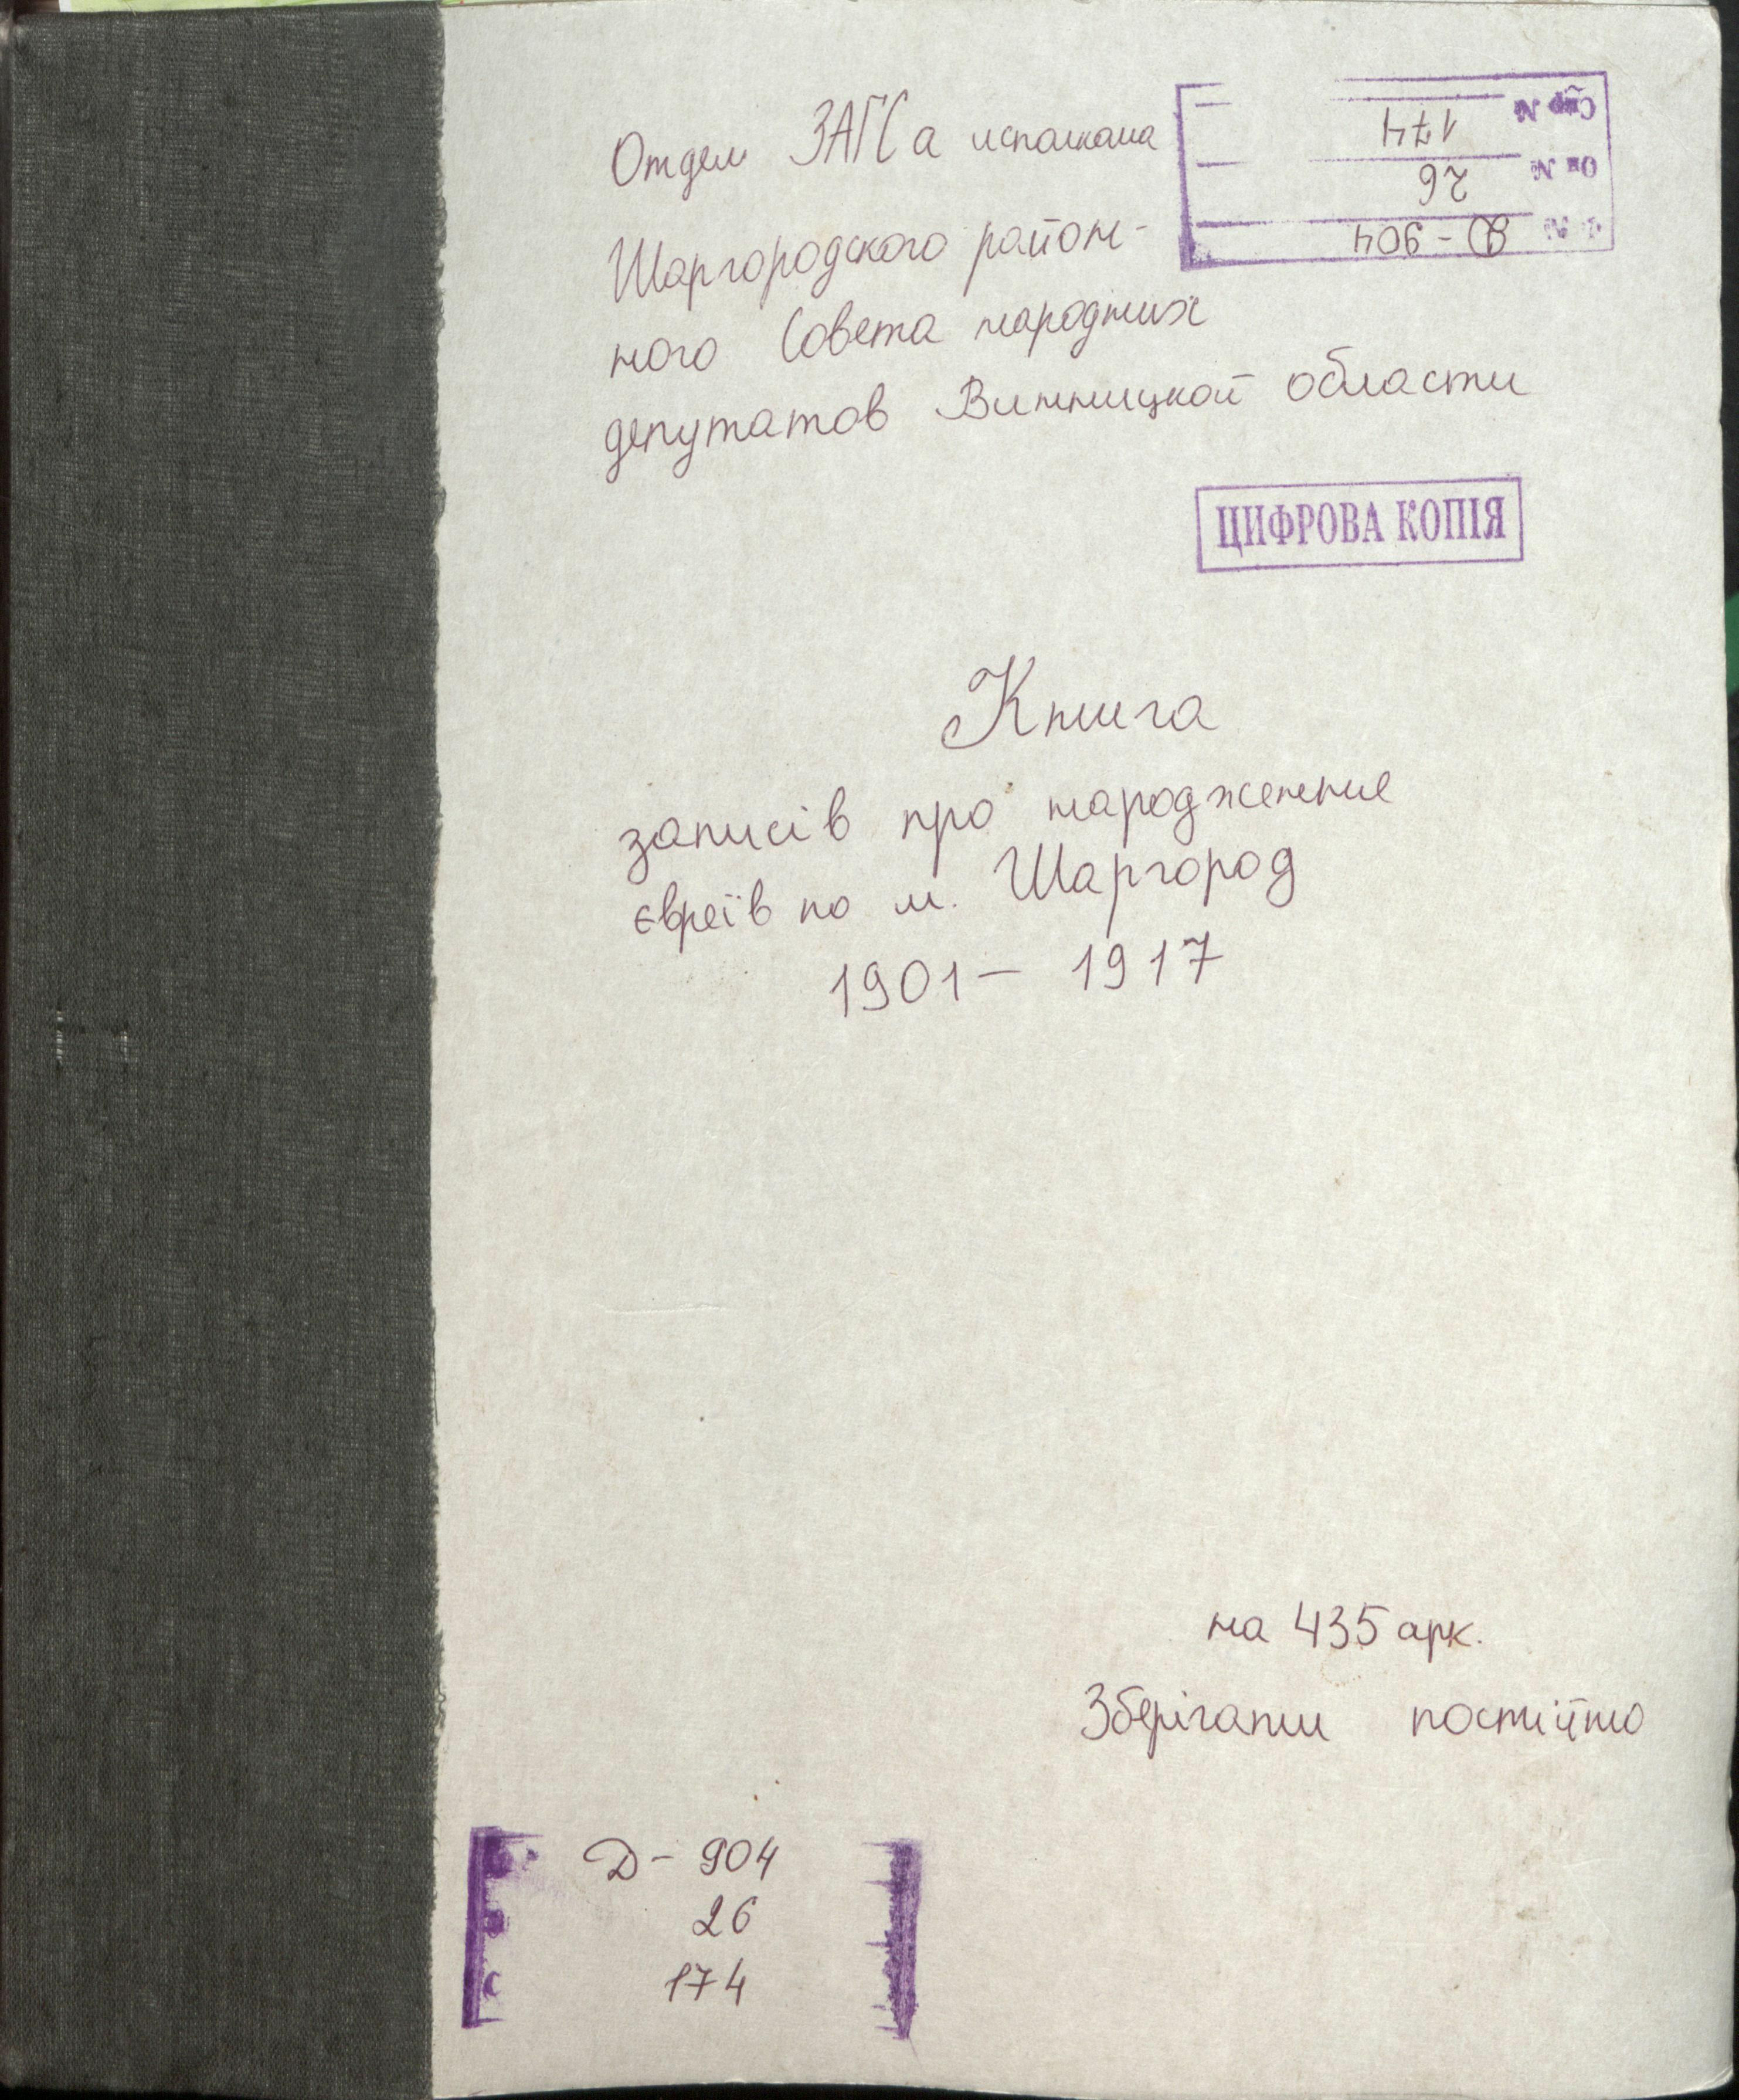 Отдел ЗАГСа исполкома
Шаргородского район-
ного Совета народних
депутатов Винницкой области
Ф № Д-904
Оп № 26
Спр № 174
ЦИФРОВА КОПІЯ
Книга
записів про народження
євреїв по м. Шаргород
1901 - 1917
на 435 арк.
Зберігати постійно
Д - 904
26
174